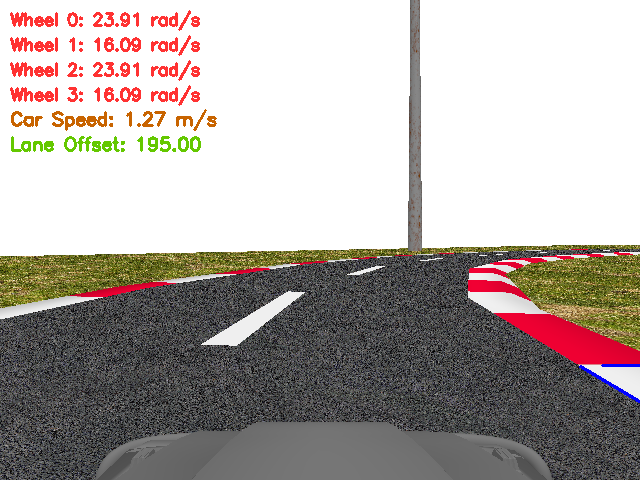 Wheel 0: 23.91 rad/s
Wheel 1: 16.09 rad/s
Wheel 2: 23.91 rad/s
Wheel 3: 16.09 rad/s
Car Speed: 1.27 m/s
Lane Offset: 195.00